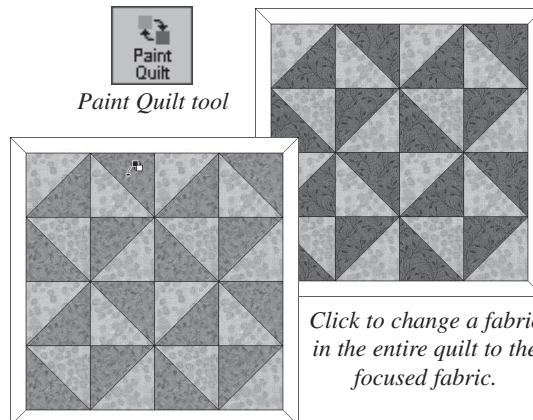 Paint
Quilt
Paint Quilt tool
Click to change a fabric
in the entire quilt to the
focused fabric.